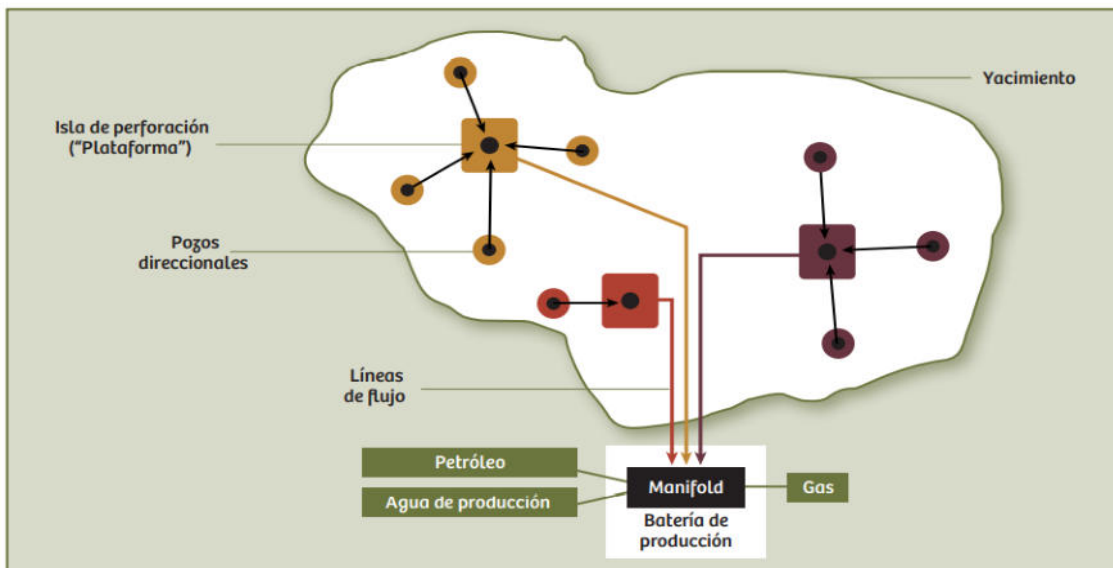 Yacimiento
Isla de perforación
("Plataforma")
Pozos
direccionales
Líneas
de flujo
Petróleo
Agua de producción
Manifold
Gas
Batería de
producción